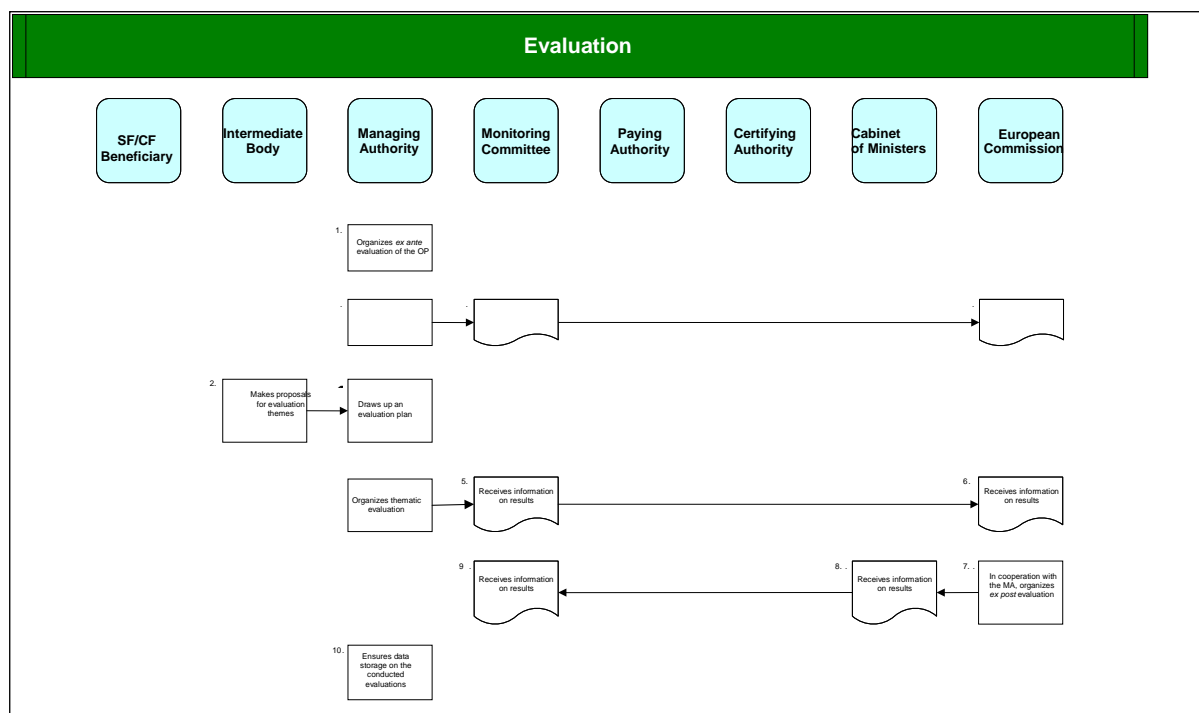 Evaluation
SF/CF
Beneficiary
Intermediate
Body
Managing
Authority
Monitoring
Committee
Paying
Authority
Certifying
Authority
Cabinet
of Ministers
European
Commission
1.
Organizes ex ante
evaluation of the OP
.
.
.
2.
Makes proposals
for evaluation
themes
Draws up an
evaluation plan
Organizes thematic
evaluation
5.
Receives information
on results
6.
Receives information
on results
9 .
Receives information
on results
8. .
Receives information
on results
7. .
In cooperation with
the MA, organizes
ex post evaluation
10.
Ensures data
storage on the
conducted
evaluations